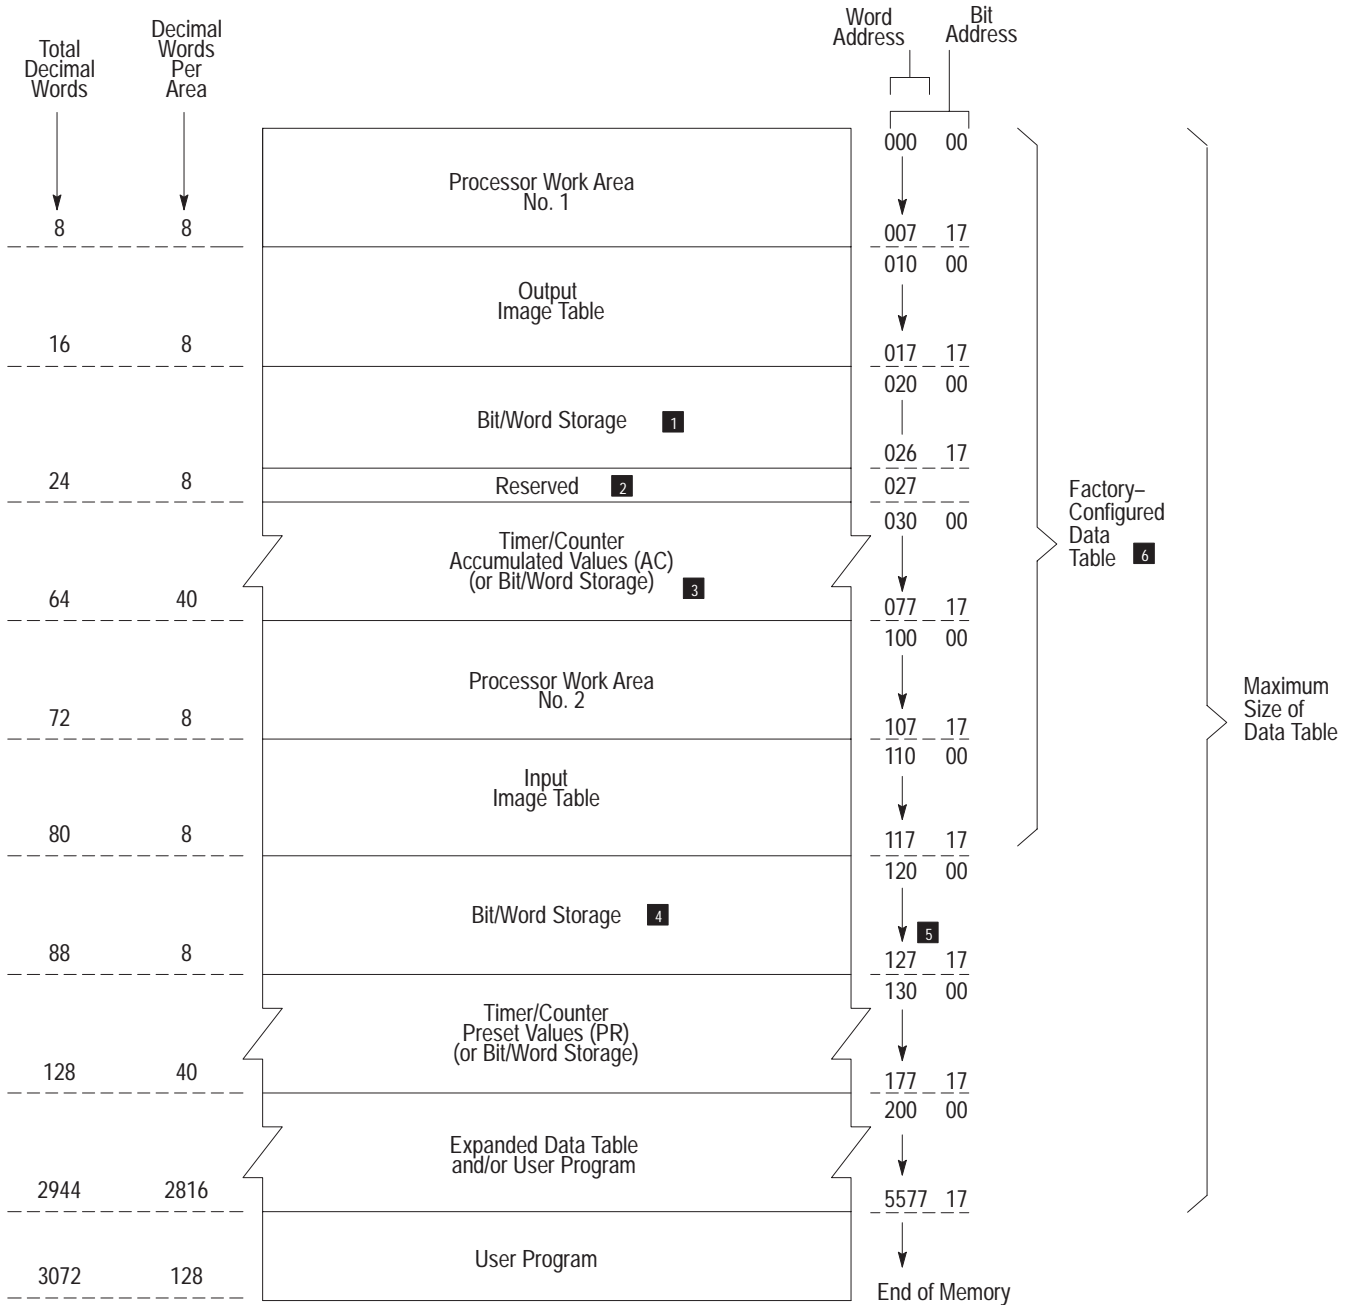 Total
Decimal
Words
Decimal
Words
Per
Area
Word
Address
Bit
Address
000 00
Processor Work Area
No. 1
8 8
007 17
010 00
Output
Image Table
16 8
017 17
020 00
Bit/Word Storage 1
026 17
24 8
Reserved 2
027
030 00
Timer/Counter
Accumulated Values (AC)
(or Bit/Word Storage) 3
64 40
077 17
100 00
Processor Work Area
No. 2
72 8
107 17
110 00
Input
Image Table
80 8
117 17
120 00
Bit/Word Storage 4
5
88 8
127 17
130 00
Timer/Counter
Preset Values (PR)
(or Bit/Word Storage)
128 40
177 17
200 00
Expanded Data Table
and/or User Program
2944 2816
5577 17
User Program
3072 128
End of Memory
Factory–
Configured
Data
Table 6
Maximum
Size of
Data Table